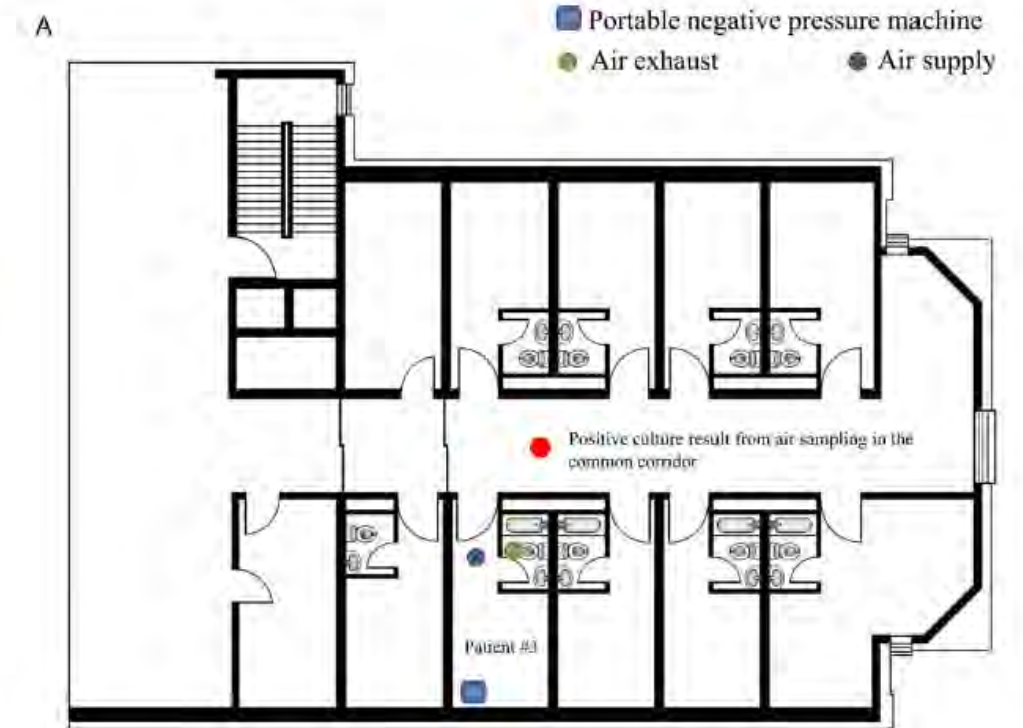 A
Portable negative pressure machine
Air exhaust
Air supply
Positive culture result from air sampling in the
common corridor
Patient #3